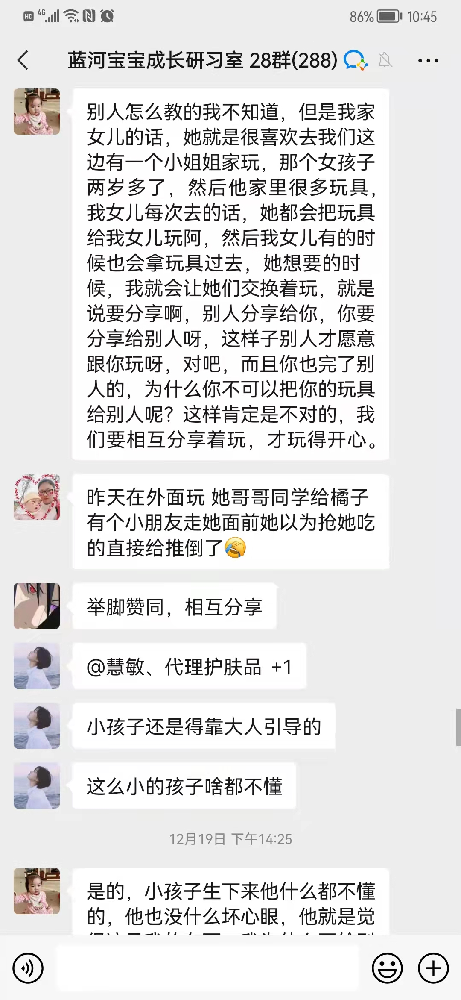 HD 4G 86% 10:45
蓝河宝宝成长研习室 28群(288)
别人怎么教的我不知道，但是我家
女儿的话，她就是很喜欢去我们这
边有一个小姐姐家玩，那个女孩子
两岁多了，然后他家里很多玩具，
我女儿每次去的话，她都会把玩具
给我女儿玩阿，然后我女儿有的时
候也会拿玩具过去，她想要的时
候，我就会让她们交换着玩，就是
说要分享啊，别人分享给你，你要
分享给别人呀，这样子别人才愿意
跟你玩呀，对吧，而且你也完了别
人的，为什么你不可以把你的玩具
给别人呢？这样肯定是不对的，我
们要相互分享着玩，才玩得开心。
昨天在外面玩 她哥哥同学给橘子
有个小朋友走她面前她以为抢她吃
的直接给推倒了🤦
举脚赞同，相互分享
@慧敏、代理护肤品 +1
小孩子还是得靠大人引导的
这么小的孩子啥都不懂
12月19日 下午14:25
是的，小孩子生下来他什么都不懂
的，他也没什么坏心眼，他就是觉